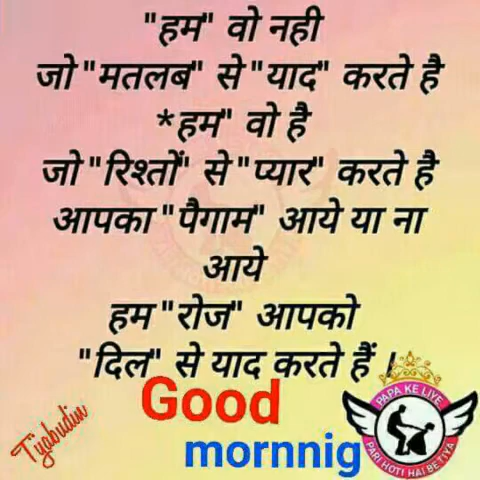 "हम" वो नही
जो "मतलब" से "याद" करते है
*हम" वो है
जो "रिश्तों" से "प्यार" करते है
आपका "पैगाम" आये या ना
आये
हम "रोज" आपको
"दिल" से याद करते हैं !
Good
mornnig
Tyabudin
PAPA KE LIYE
PARI HOTI HAI BETIYA